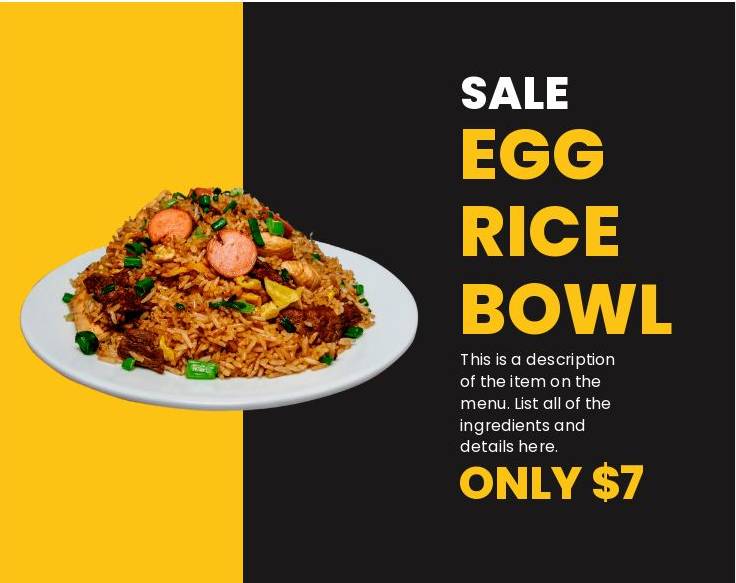 SALE
EGG
RICE
BOWL
This is a description
of the item on the
menu. List all of the
ingredients and
details here.
ONLY $7